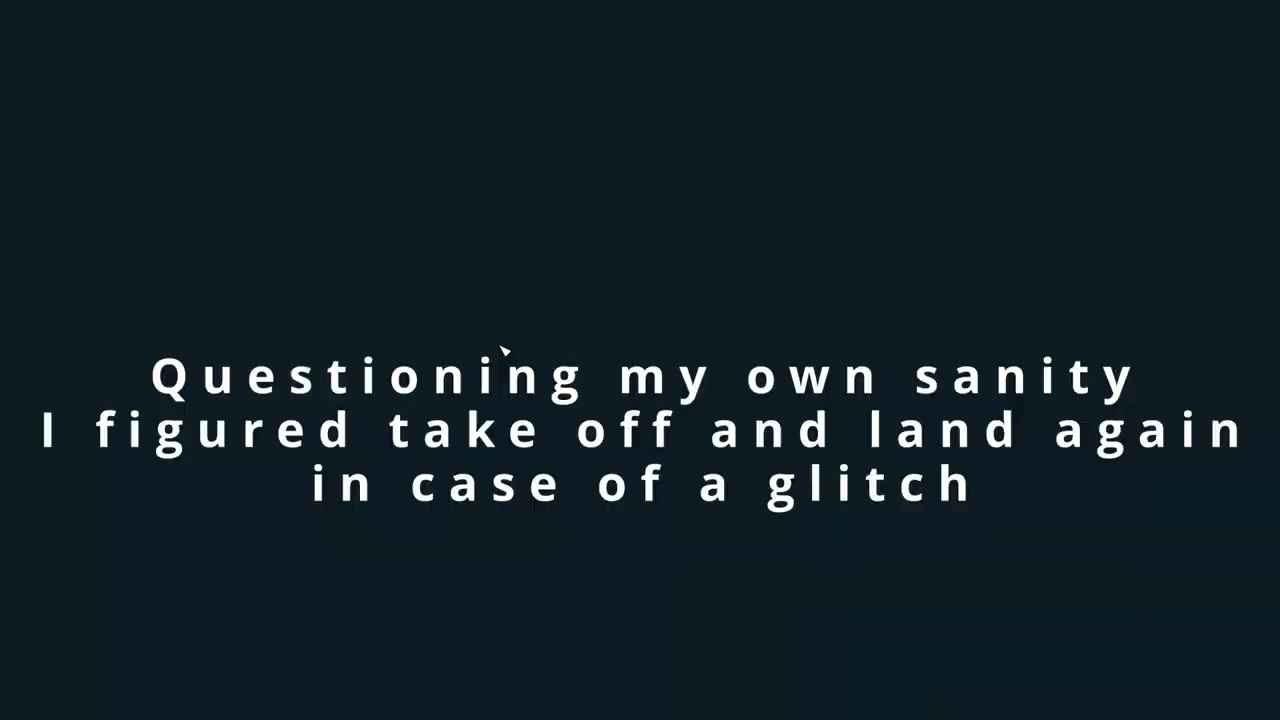 Questioning my own sanity
I figured take off and land again
in case of a glitch